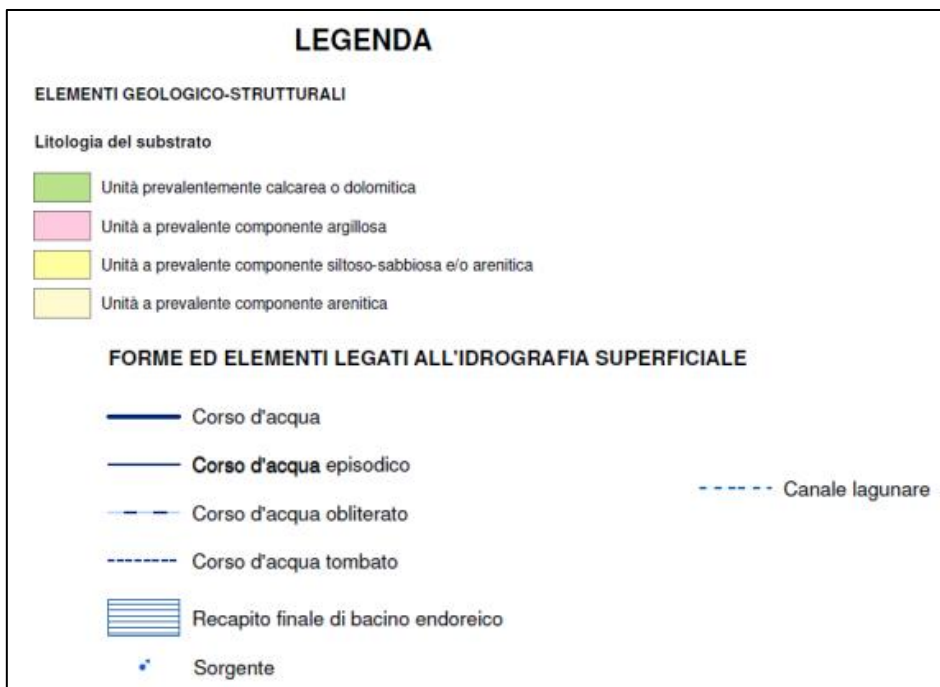 LEGENDA
ELEMENTI GEOLOGICO-STRUTTURALI
Litologia del substrato
Unità prevalentemente calcarea o dolomitica
Unità a prevalente componente argillosa
Unità a prevalente componente siltoso-sabbiosa e/o arenitica
Unità a prevalente componente arenitica
FORME ED ELEMENTI LEGATI ALL'IDROGRAFIA SUPERFICIALE
Corso d'acqua
Corso d'acqua episodico
Corso d'acqua obliterato
Corso d'acqua tombato
Recapito finale di bacino endoreico
Sorgente
Canale lagunare